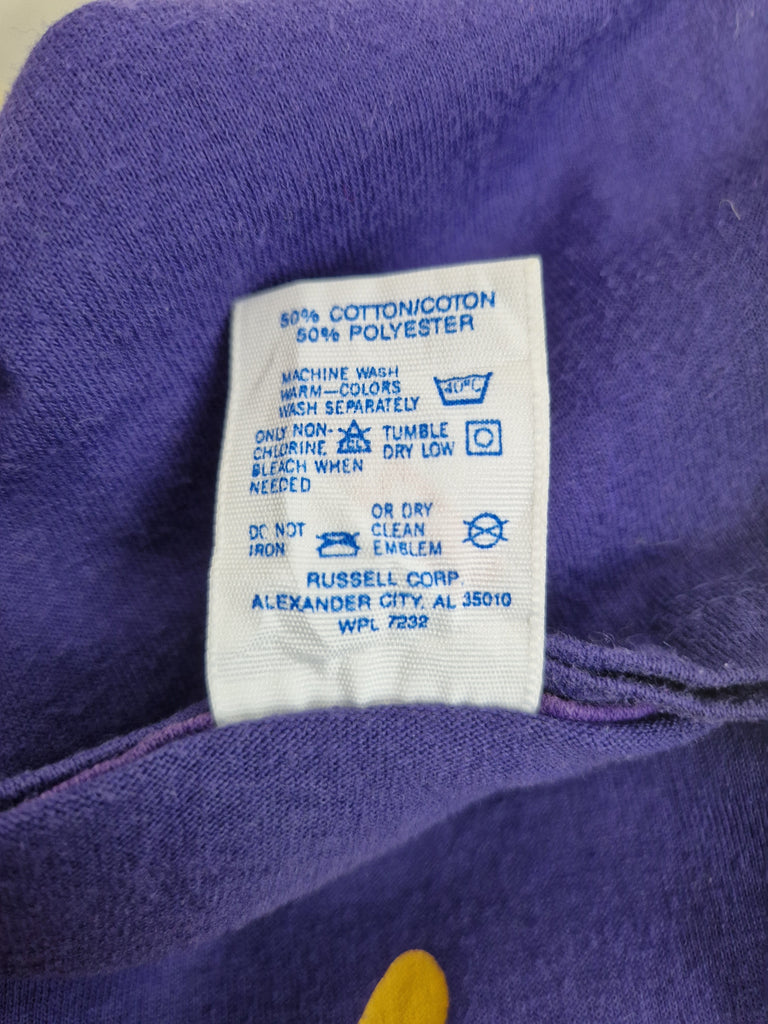 50% COTTON/COTON
50% POLYESTER
MACHINE WASH
WARM—COLORS
WASH SEPARATELY
40°C
ONLY NON-
CHLORINE
BLEACH WHEN
NEEDED
CL
TUMBLE
DRY LOW
DO NOT
IRON
OR DRY
CLEAN
EMBLEM
RUSSELL CORP.
ALEXANDER CITY, AL 35010
WPL 7232